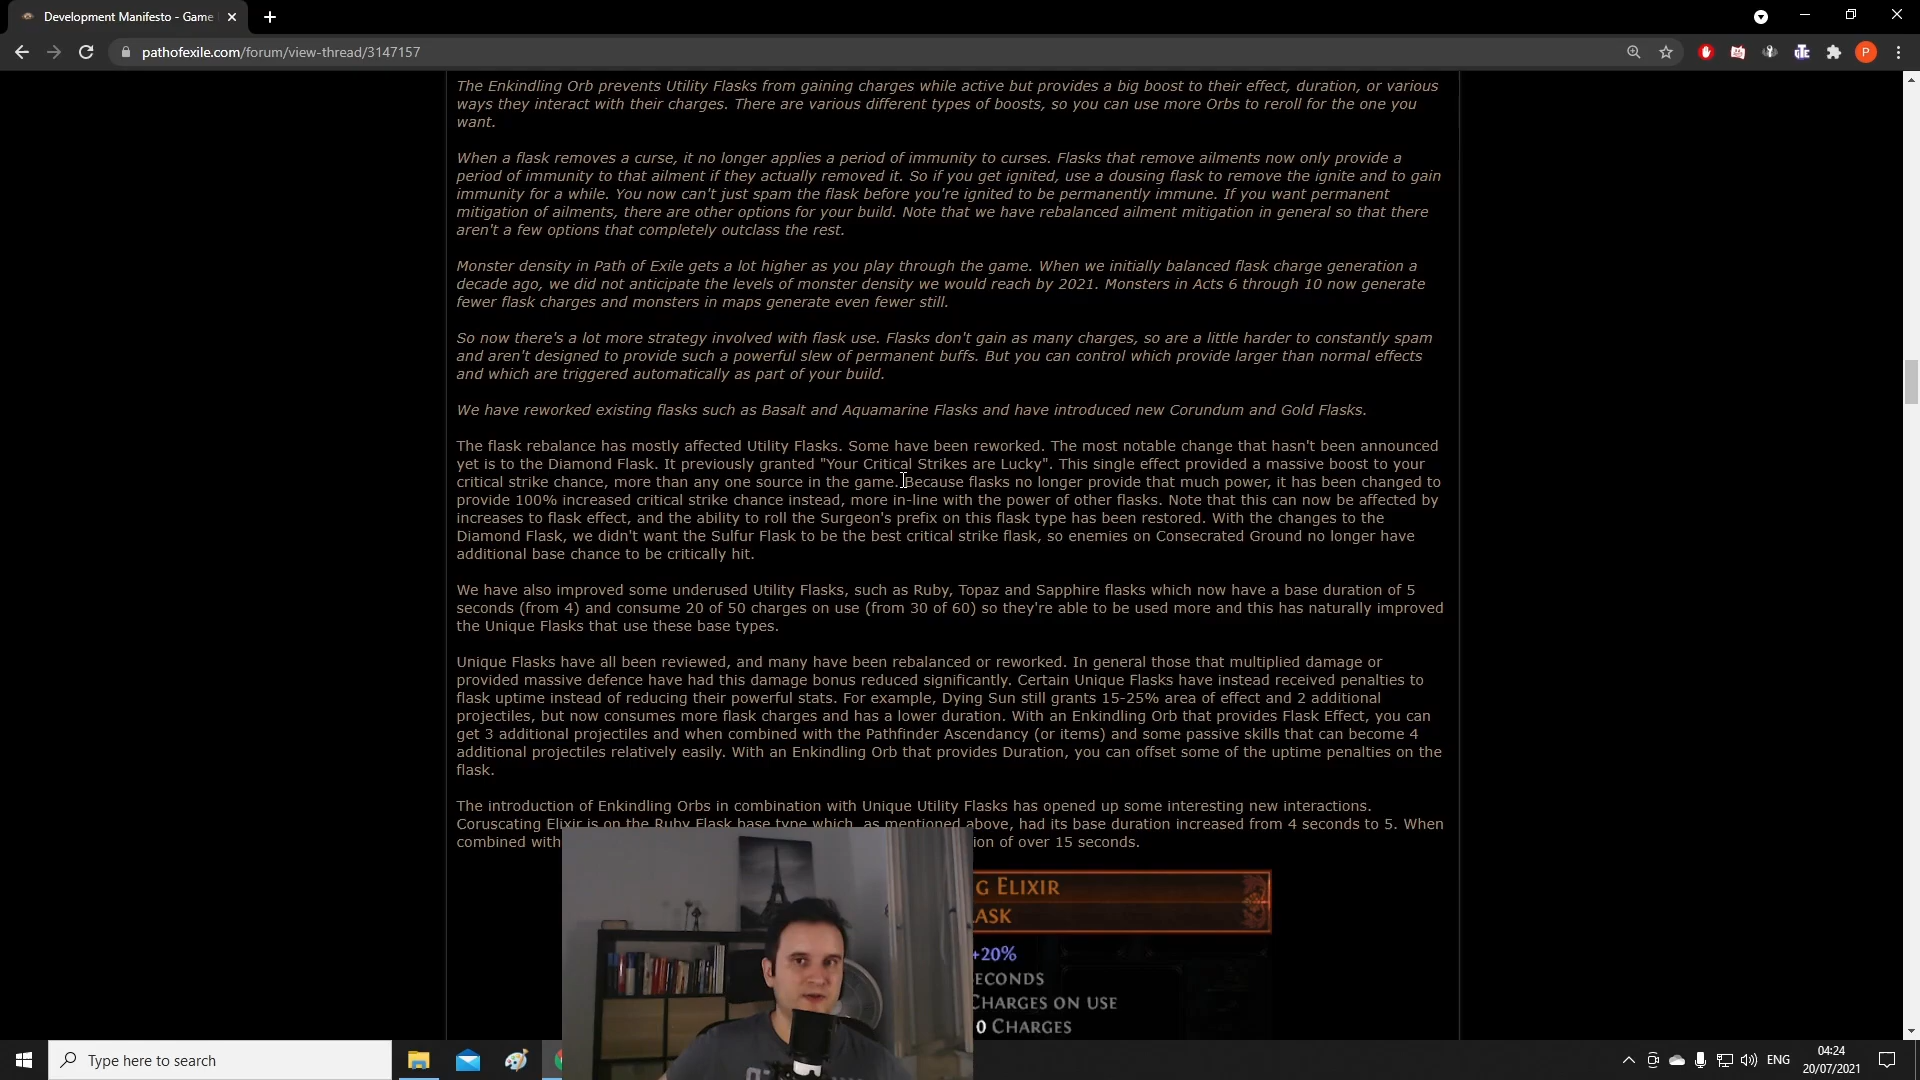 Development Manifesto - Game
pathofexile.com/forum/view-thread/3147157
P
The Enkindling Orb prevents Utility Flasks from gaining charges while active but provides a big boost to their effect, duration, or various
ways they interact with their charges. There are various different types of boosts, so you can use more Orbs to reroll for the one you
want.
When a flask removes a curse, it no longer applies a period of immunity to curses. Flasks that remove ailments now only provide a
period of immunity to that ailment if they actually removed it. So if you get ignited, use a dousing flask to remove the ignite and to gain
immunity for a while. You now can't just spam the flask before you're ignited to be permanently immune. If you want permanent
mitigation of ailments, there are other options for your build. Note that we have rebalanced ailment mitigation in general so that there
aren't a few options that completely outclass the rest.
Monster density in Path of Exile gets a lot higher as you play through the game. When we initially balanced flask charge generation a
decade ago, we did not anticipate the levels of monster density we would reach by 2021. Monsters in Acts 6 through 10 now generate
fewer flask charges and monsters in maps generate even fewer still.
So now there's a lot more strategy involved with flask use. Flasks don't gain as many charges, so are a little harder to constantly spam
and aren't designed to provide such a powerful slew of permanent buffs. But you can control which provide larger than normal effects
and which are triggered automatically as part of your build.
We have reworked existing flasks such as Basalt and Aquamarine Flasks and have introduced new Corundum and Gold Flasks.
The flask rebalance has mostly affected Utility Flasks. Some have been reworked. The most notable change that hasn't been announced
yet is to the Diamond Flask. It previously granted "Your Critical Strikes are Lucky". This single effect provided a massive boost to your
critical strike chance, more than any one source in the game. Because flasks no longer provide that much power, it has been changed to
provide 100% increased critical strike chance instead, more in-line with the power of other flasks. Note that this can now be affected by
increases to flask effect, and the ability to roll the Surgeon's prefix on this flask type has been restored. With the changes to the
Diamond Flask, we didn't want the Sulfur Flask to be the best critical strike flask, so enemies on Consecrated Ground no longer have
additional base chance to be critically hit.
We have also improved some underused Utility Flasks, such as Ruby, Topaz and Sapphire flasks which now have a base duration of 5
seconds (from 4) and consume 20 of 50 charges on use (from 30 of 60) so they're able to be used more and this has naturally improved
the Unique Flasks that use these base types.
Unique Flasks have all been reviewed, and many have been rebalanced or reworked. In general those that multiplied damage or
provided massive defence have had this damage bonus reduced significantly. Certain Unique Flasks have instead received penalties to
flask uptime instead of reducing their powerful stats. For example, Dying Sun still grants 15-25% area of effect and 2 additional
projectiles, but now consumes more flask charges and has a lower duration. With an Enkindling Orb that provides Flask Effect, you can
get 3 additional projectiles and when combined with the Pathfinder Ascendancy (or items) and some passive skills that can become 4
additional projectiles relatively easily. With an Enkindling Orb that provides Duration, you can offset some of the uptime penalties on the
flask.
The introduction of Enkindling Orbs in combination with Unique Utility Flasks has opened up some interesting new interactions.
Coruscating Elixir is on the Ruby Flask base type which, as mentioned above, had its base duration increased from 4 seconds to 5. When
combined with ion of over 15 seconds.
G ELIXIR
LASK
+20%
ECONDS
CHARGES ON USE
0 CHARGES
Type here to search
ENG
04:24
20/07/2021